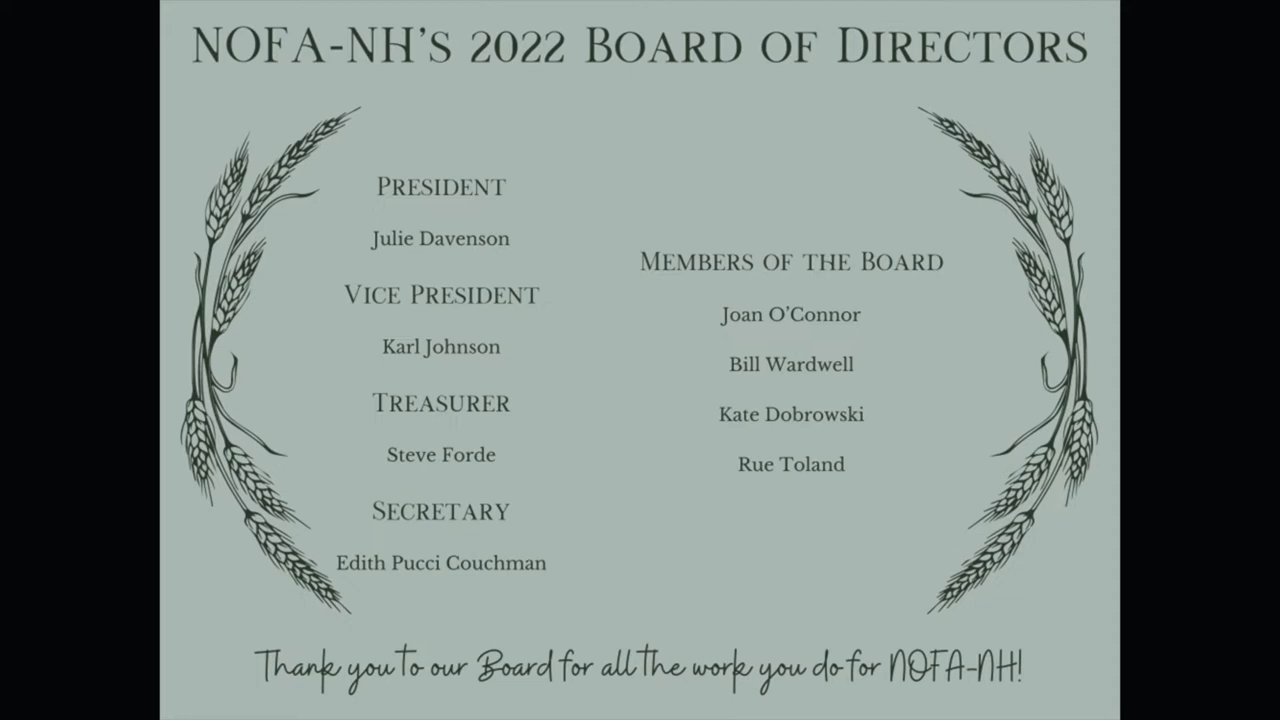 NOFA-NH’S 2022 BOARD OF DIRECTORS
PRESIDENT
Julie Davenson
VICE PRESIDENT
Karl Johnson
TREASURER
Steve Forde
SECRETARY
Edith Pucci Couchman
MEMBERS OF THE BOARD
Joan O’Connor
Bill Wardwell
Kate Dobrowski
Rue Toland
Thank you to our Board for all the work you do for NOFA-NH!